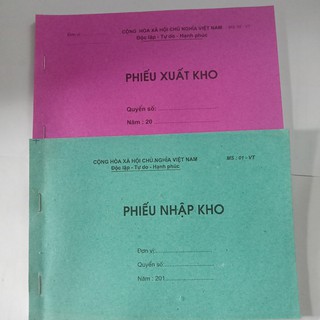 Đơn vị:
CỘNG HÒA XÃ HỘI CHỦ NGHĨA VIỆT NAM
Độc lập - Tự do - Hạnh phúc
PHIẾU XUẤT KHO
Quyển số:
Năm : 20
CỘNG HÒA XÃ HỘI CHỦ NGHĨA VIỆT NAM
MS : 01 - VT
Độc lập - Tự do - Hạnh phúc
PHIẾU NHẬP KHO
Đơn vị:
Quyển số:
Năm : 201